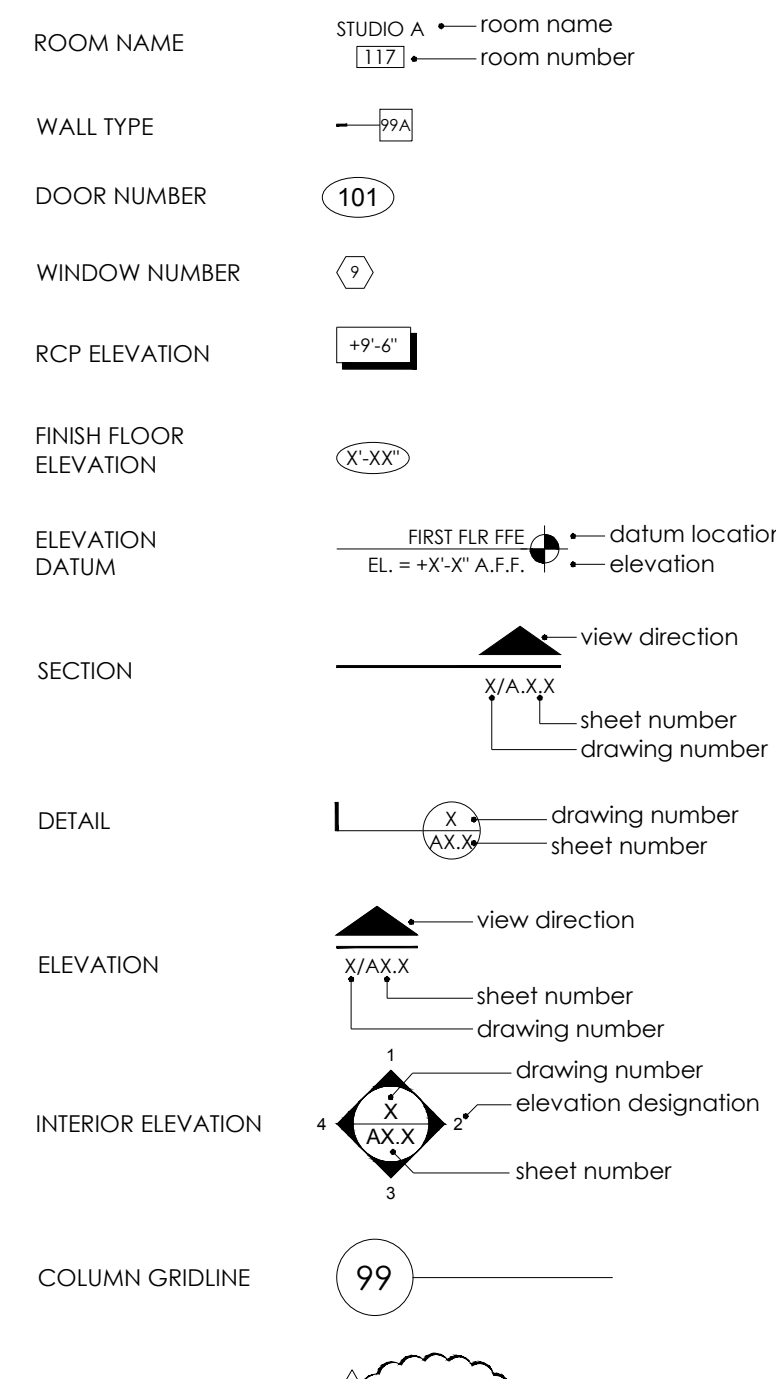 ROOM NAME
STUDIO A
room name
117
room number
WALL TYPE
99A
DOOR NUMBER
101
WINDOW NUMBER
9
RCP ELEVATION
+9'-6"
FINISH FLOOR
ELEVATION
X'-XX"
ELEVATION
DATUM
FIRST FLR FFE
datum location
EL. = +X'-X" A.F.F.
elevation
SECTION
view direction
X/A.X.X
sheet number
drawing number
DETAIL
X
drawing number
AX.X
sheet number
ELEVATION
view direction
X/AX.X
sheet number
drawing number
INTERIOR ELEVATION
1
drawing number
X
elevation designation
4
2
AX.X
sheet number
3
COLUMN GRIDLINE
99